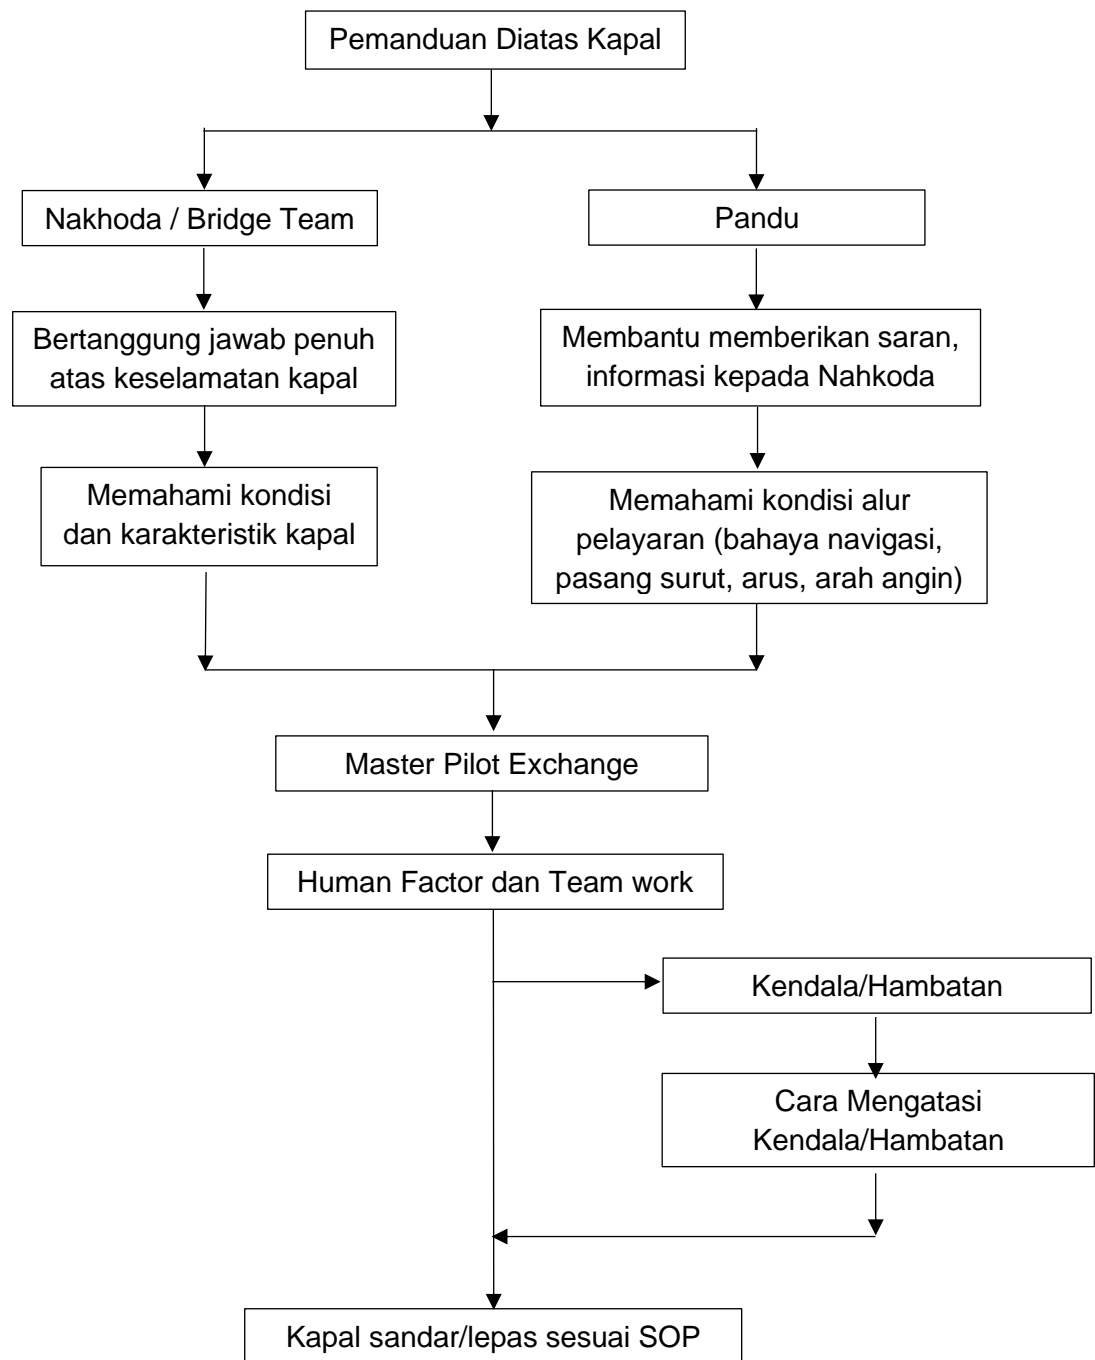 Pemanduan Diatas Kapal
Nakhoda / Bridge Team
Pandu
Bertanggung jawab penuh
atas keselamatan kapal
Membantu memberikan saran,
informasi kepada Nahkoda
Memahami kondisi
dan karakteristik kapal
Memahami kondisi alur
pelayaran (bahaya navigasi,
pasang surut, arus, arah angin)
Master Pilot Exchange
Human Factor dan Team work
Kendala/Hambatan
Cara Mengatasi
Kendala/Hambatan
Kapal sandar/lepas sesuai SOP